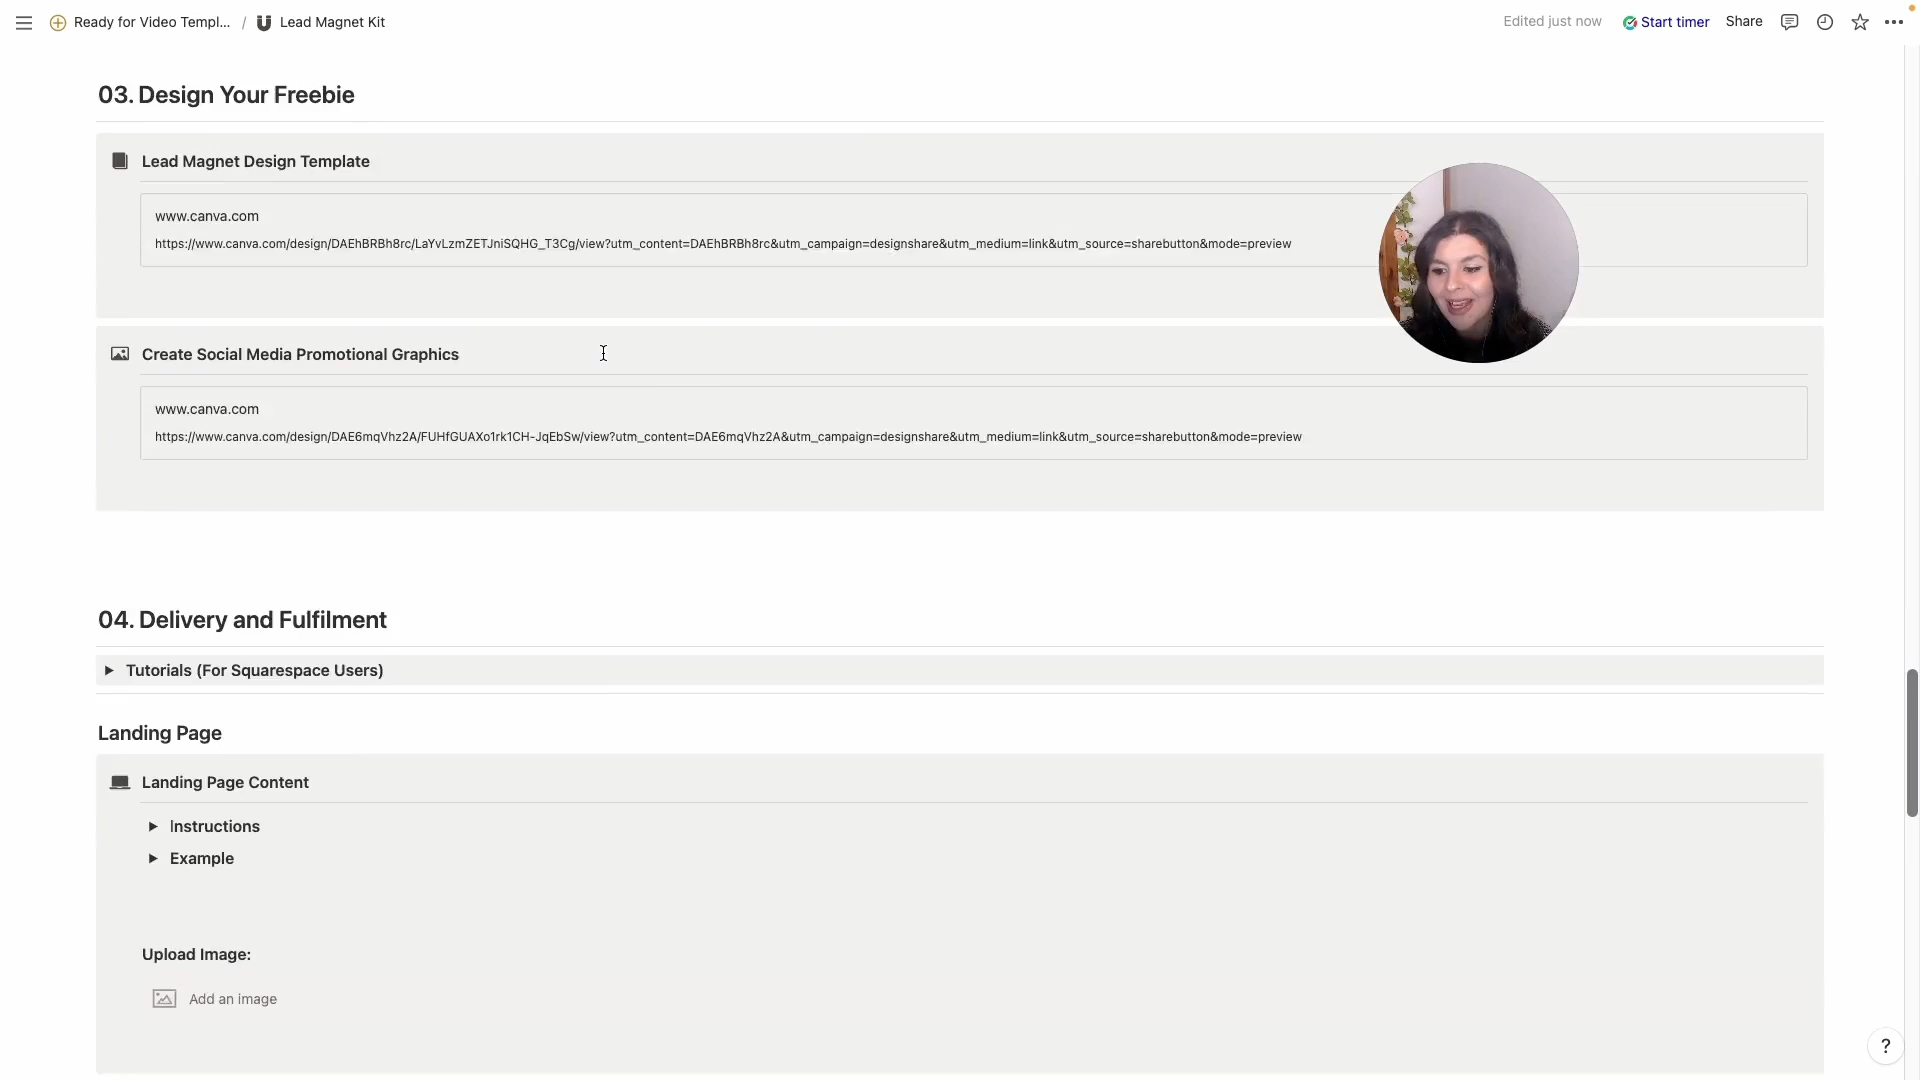 Ready for Video Templ... / Lead Magnet Kit
Edited just now
Start timer
Share
03. Design Your Freebie
Lead Magnet Design Template
www.canva.com
https://www.canva.com/design/DAEhBRBh8rc/LaYvLzmZETJniSQHG_T3Cg/view?utm_content=DAEhBRBh8rc&utm_campaign=designshare&utm_medium=link&utm_source=sharebutton&mode=preview
Create Social Media Promotional Graphics
www.canva.com
https://www.canva.com/design/DAE6mqVhz2A/FUHfGUAXo1rk1CH-JqEbSw/view?utm_content=DAE6mqVhz2A&utm_campaign=designshare&utm_medium=link&utm_source=sharebutton&mode=preview
04. Delivery and Fulfilment
Tutorials (For Squarespace Users)
Landing Page
Landing Page Content
Instructions
Example
Upload Image:
Add an image
?